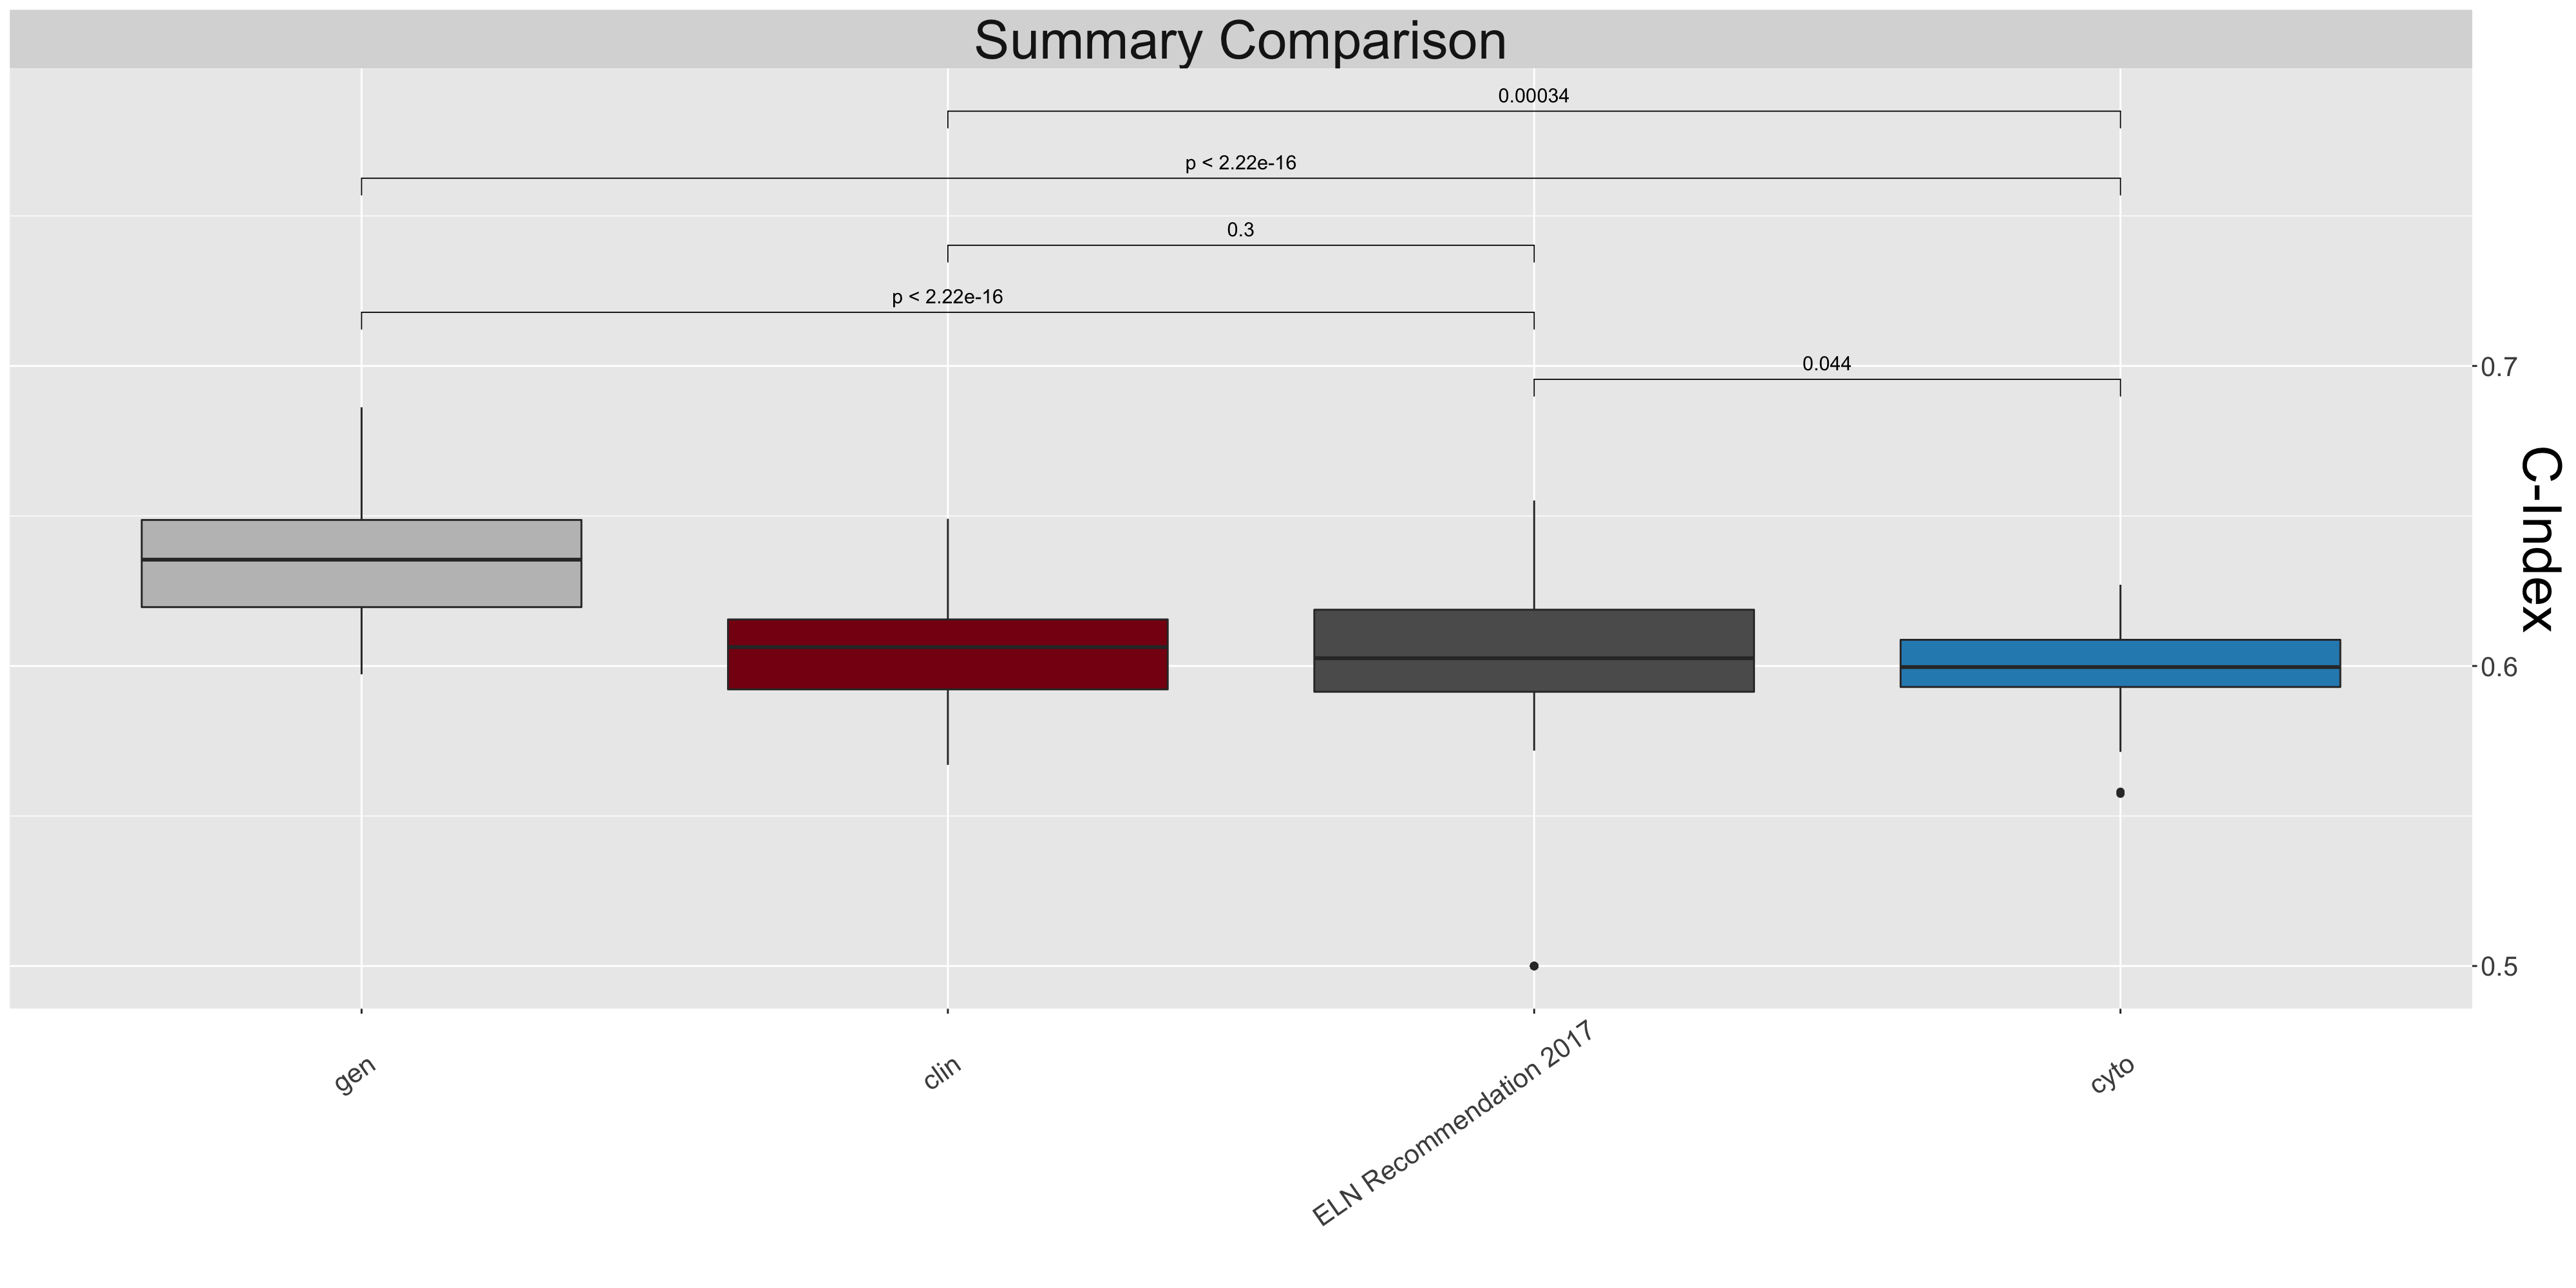 Summary Comparison
0.00034
p < 2.22e-16
0.3
p < 2.22e-16
0.044
0.7
0.6
0.5
C-Index
gen
clin
ELN Recommendation 2017
cyto